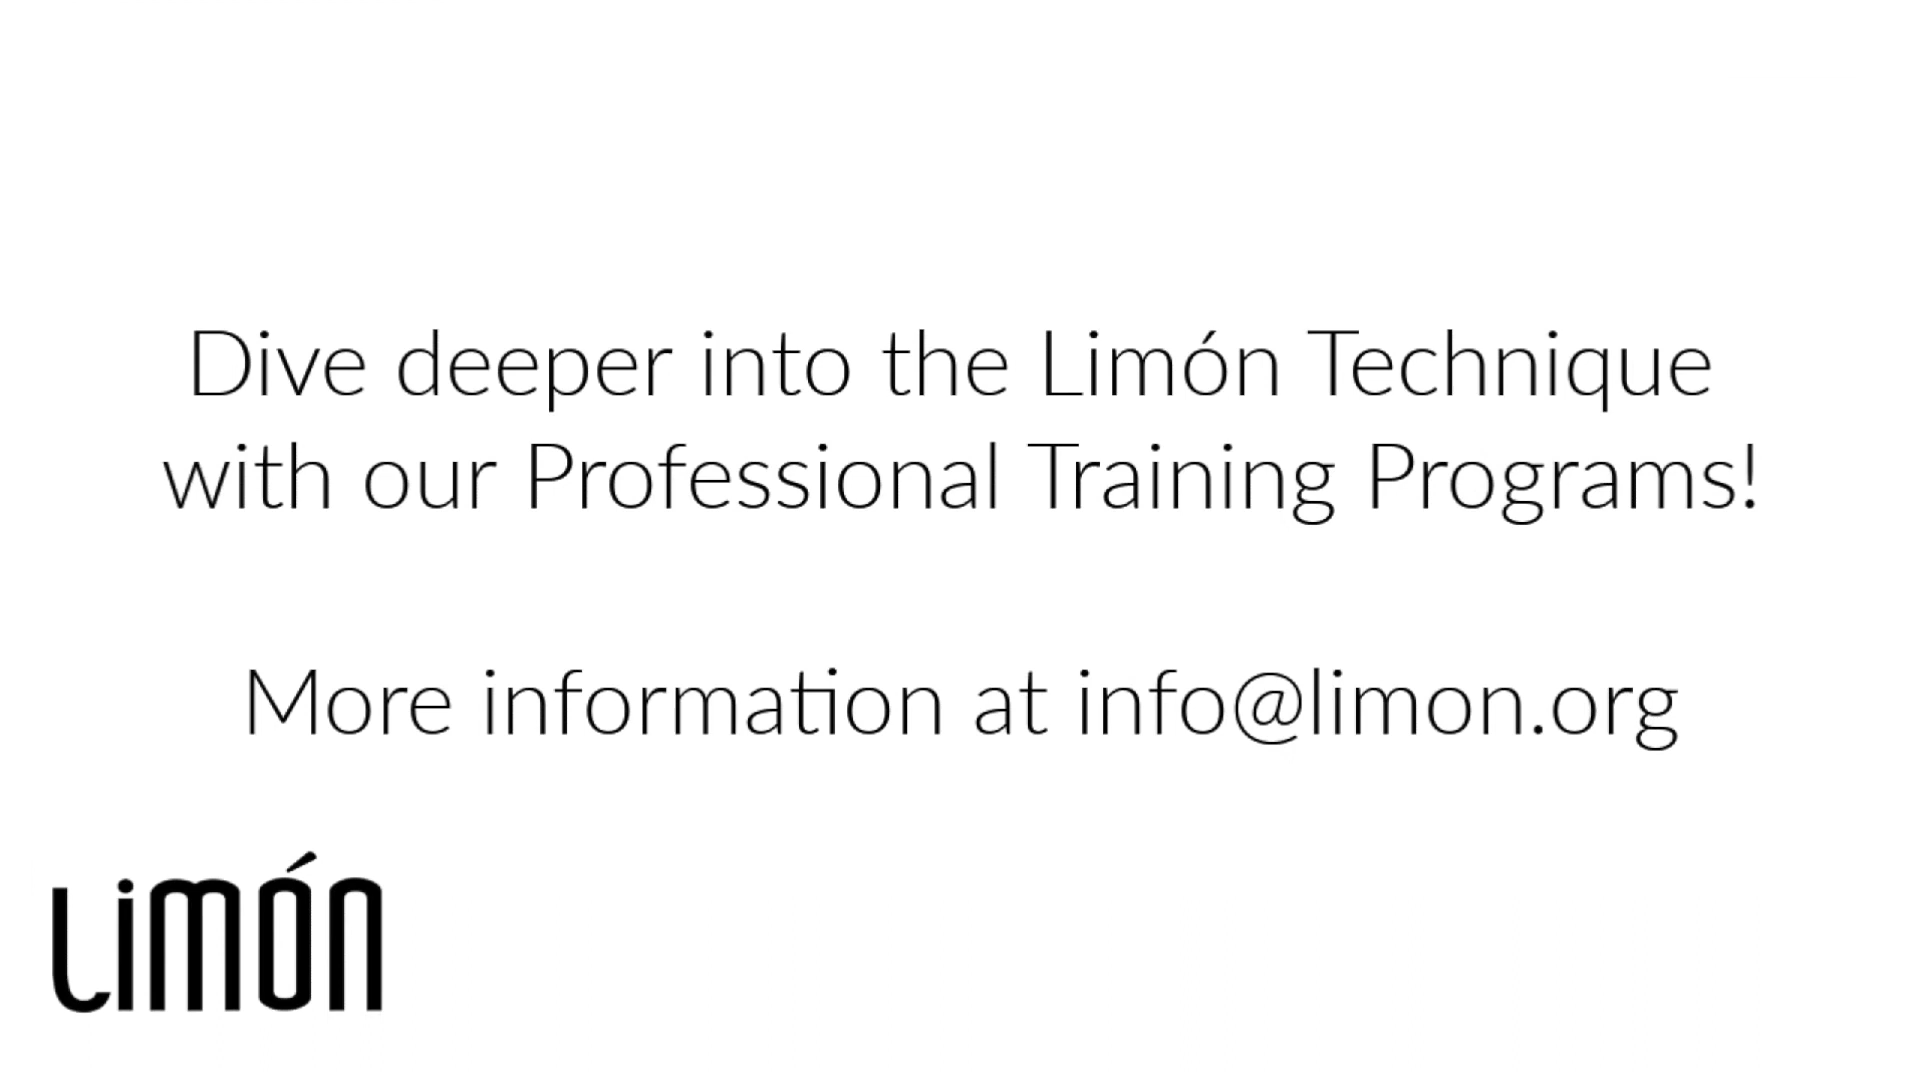 Dive deeper into the Limón Technique
with our Professional Training Programs!
More information at info@limon.org
Limón